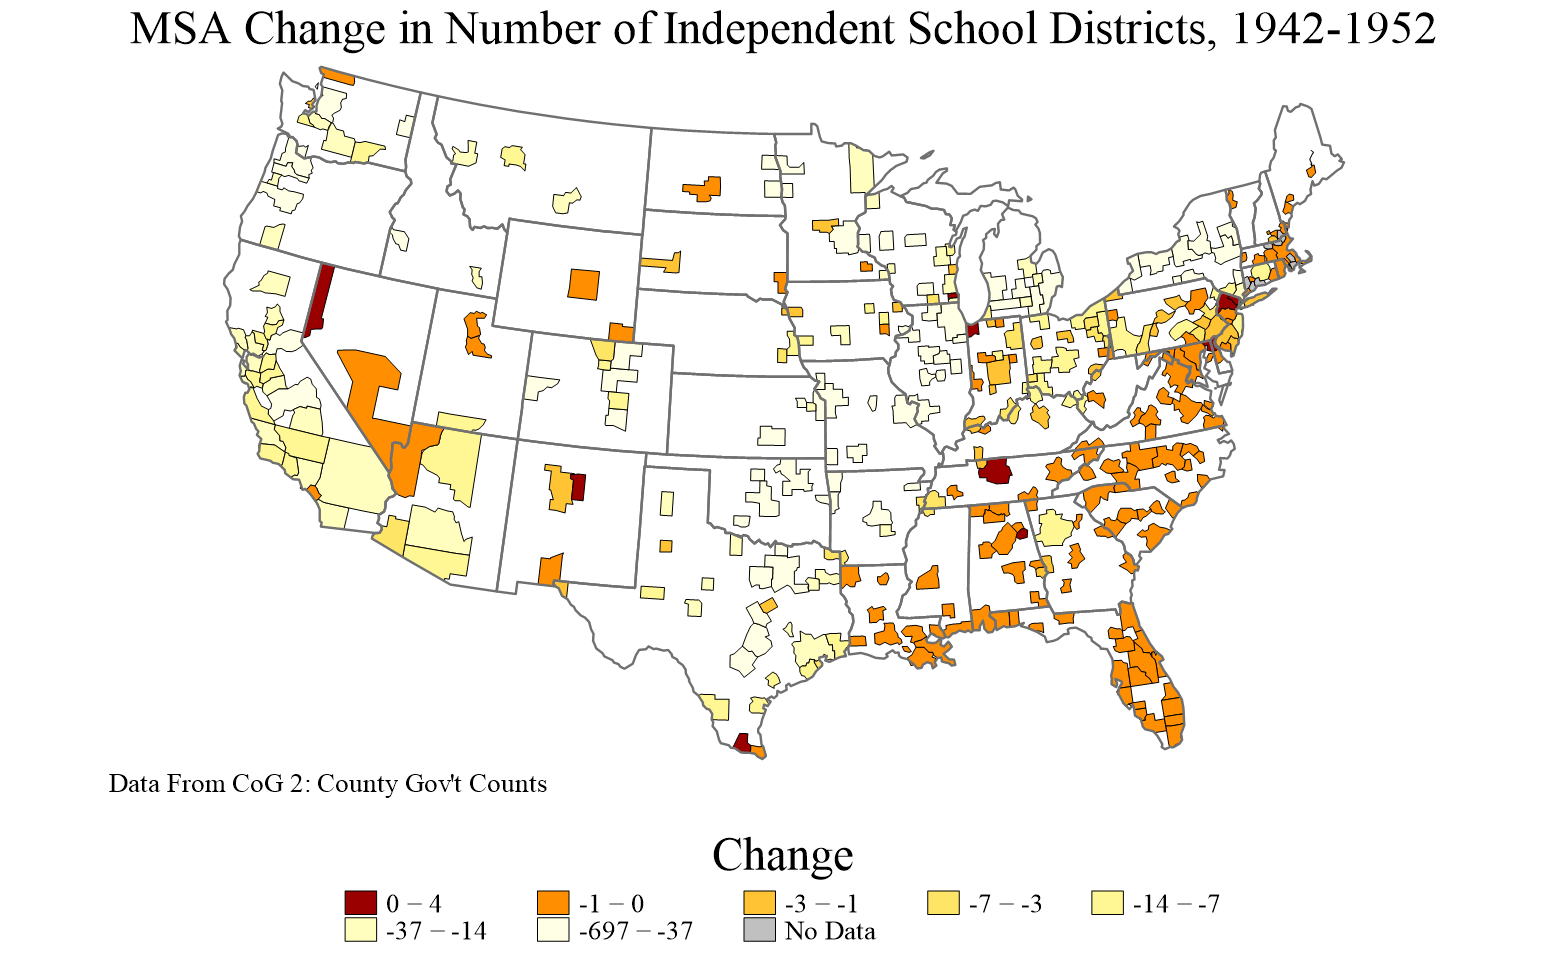 MSA Change in Number of Independent School Districts, 1942-1952
Data From CoG 2: County Gov't Counts
Change
0 − 4
-1 − 0
-3 − -1
-7 − -3
-14 − -7
-37 − -14
-697 − -37
No Data